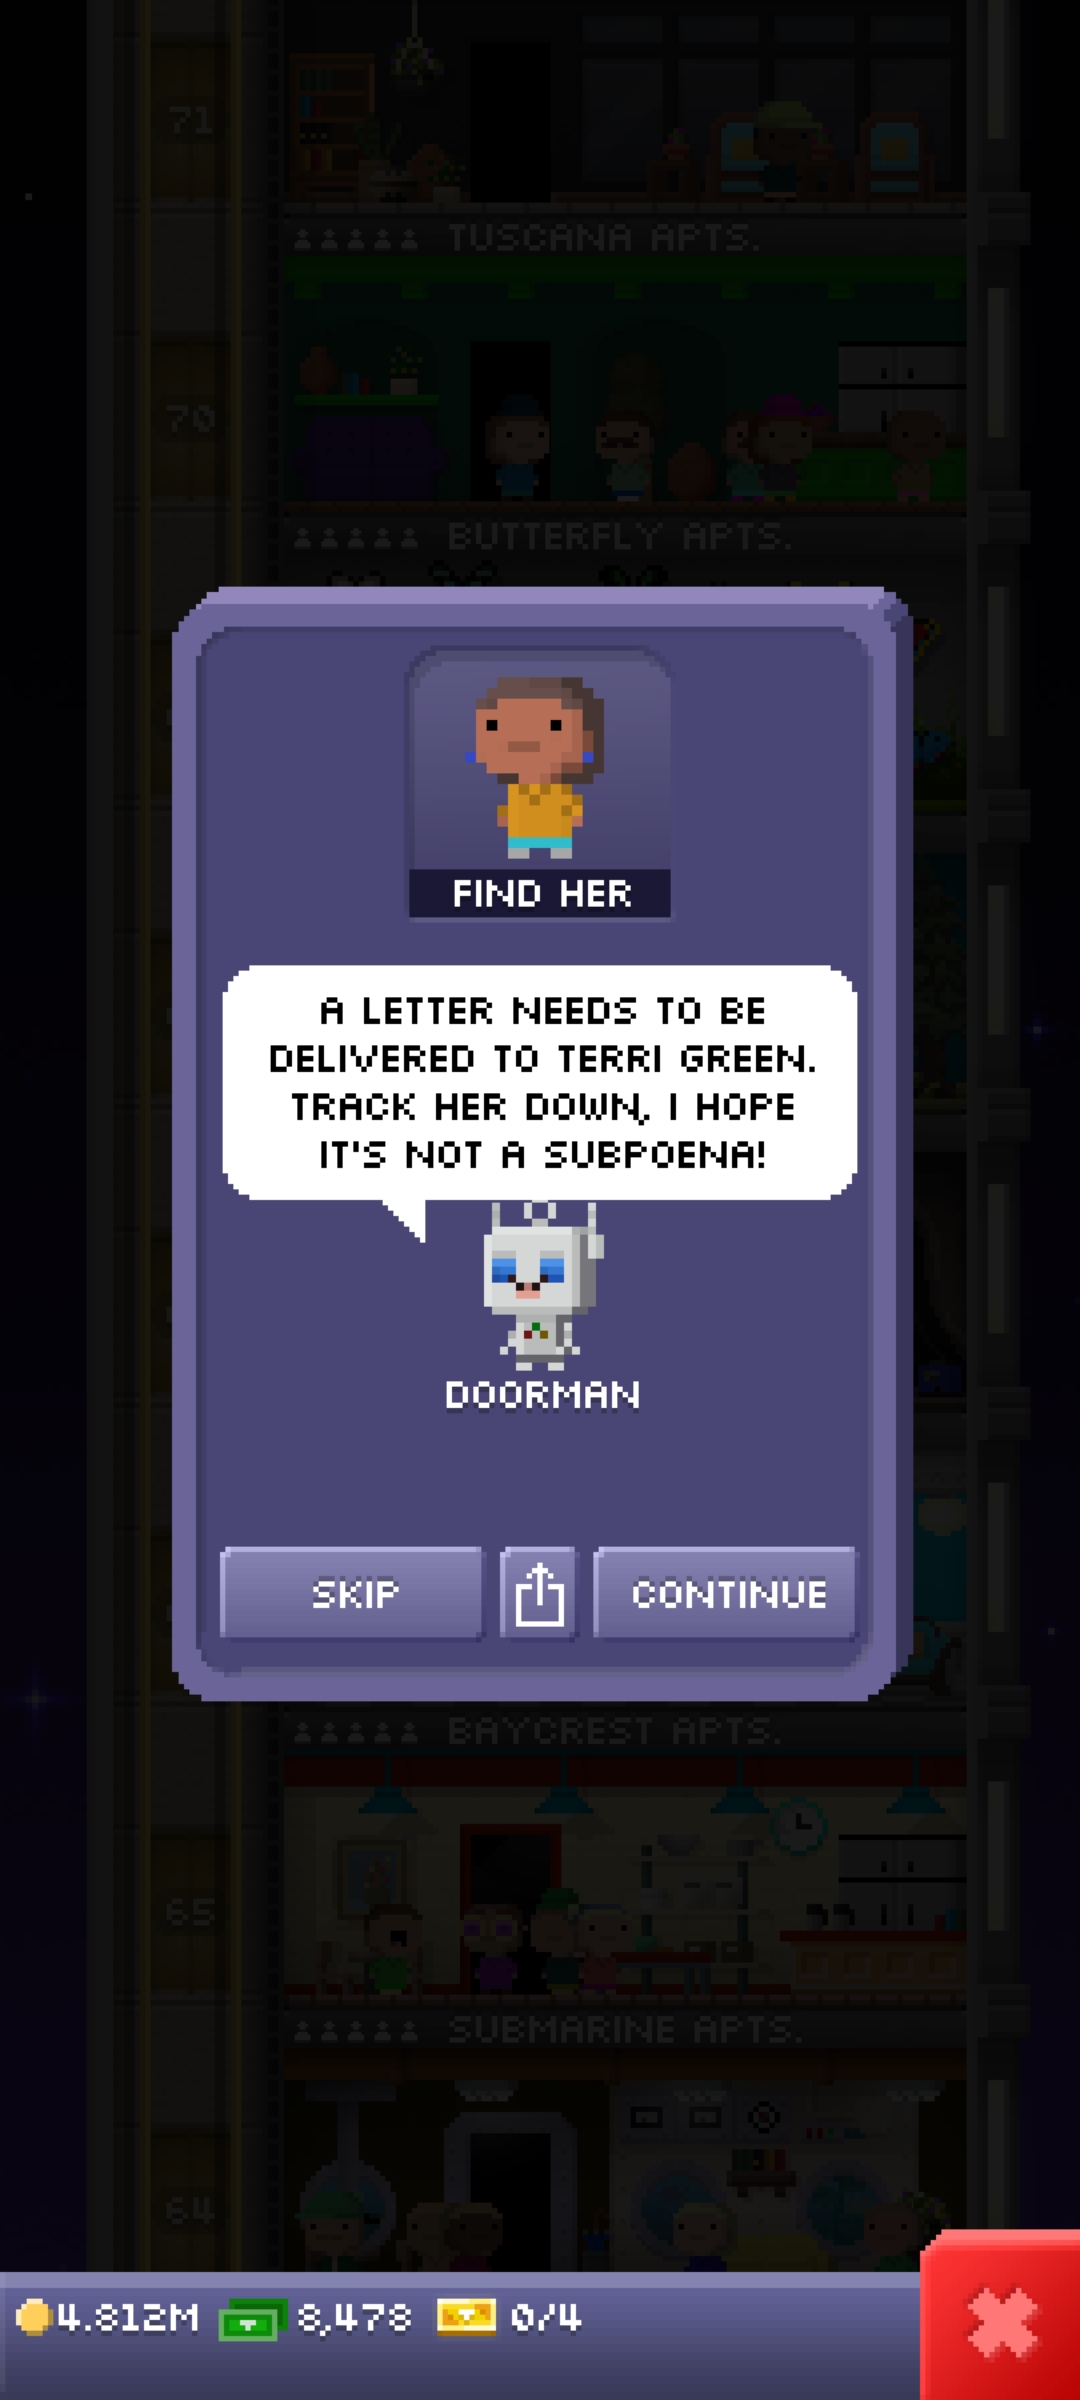 71
TUSCANA APTS.
70
BUTTERFLY APTS.
FIND HER
A LETTER NEEDS TO BE
DELIVERED TO TERRI GREEN.
TRACK HER DOWN, I HOPE
IT'S NOT A SUBPOENA!
DOORMAN
SKIP
CONTINUE
BAYCREST APTS.
65
SUBMARINE APTS.
64
4.812M 8,478 0/4